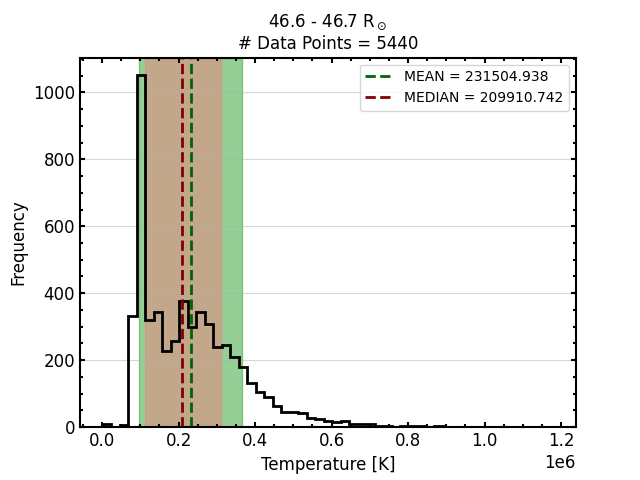 46.6 - 46.7 R⊙
# Data Points = 5440
MEAN = 231504.938
MEDIAN = 209910.742
1000
800
600
400
200
0
Frequency
0.0 0.2 0.4 0.6 0.8 1.0 1.2
1e6
Temperature [K]